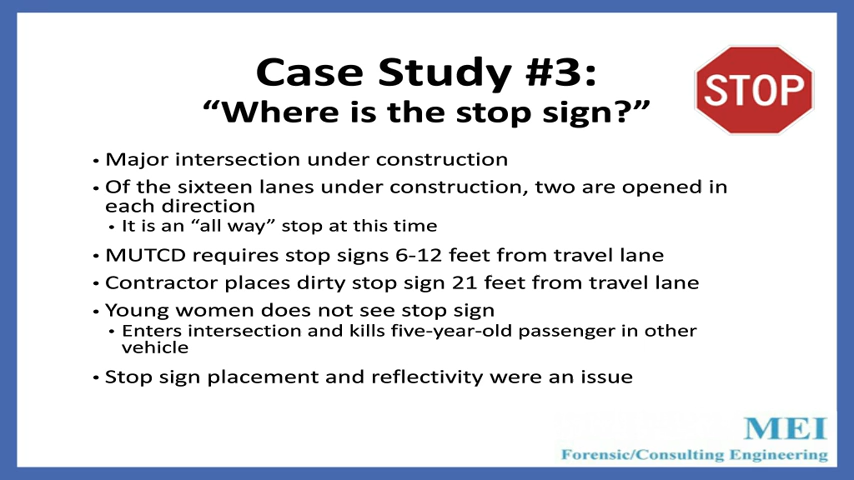 Case Study #3:
“Where is the stop sign?”
STOP
• Major intersection under construction
• Of the sixteen lanes under construction, two are opened in
each direction
• It is an “all way” stop at this time
• MUTCD requires stop signs 6-12 feet from travel lane
• Contractor places dirty stop sign 21 feet from travel lane
• Young women does not see stop sign
• Enters intersection and kills five-year-old passenger in other
vehicle
• Stop sign placement and reflectivity were an issue
MEI
Forensic/Consulting Engineering